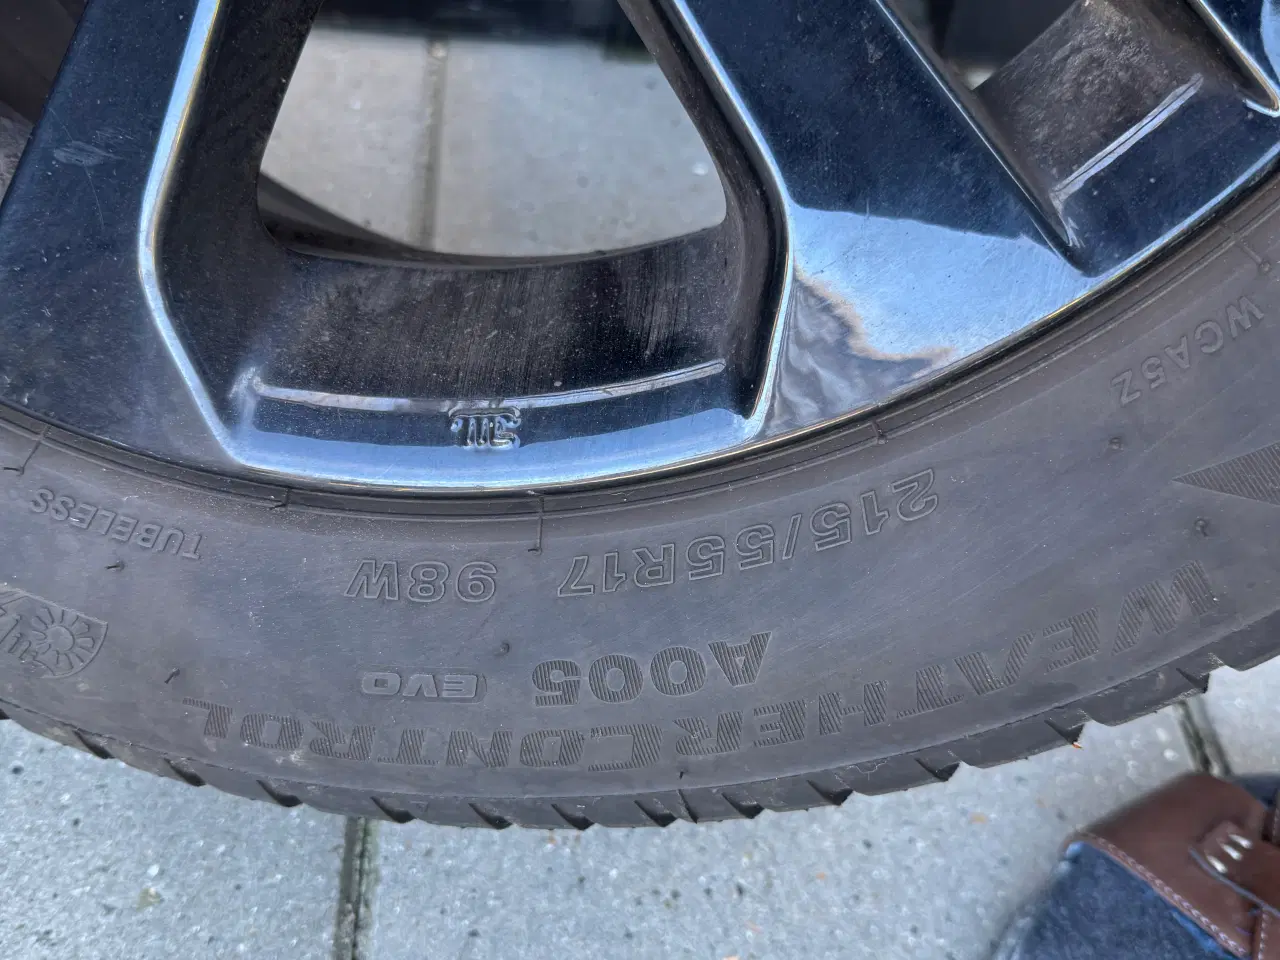 WEATHERCONTROL
A005 EVO
215/55R17 98W
TUBELESS
WCA5Z